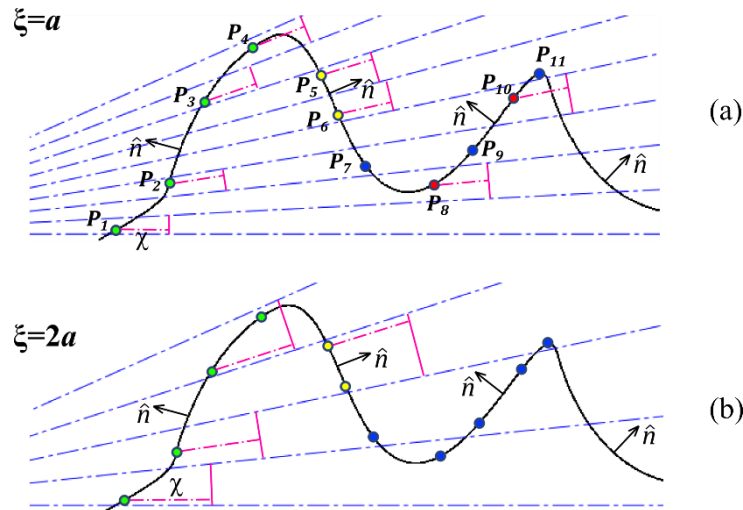 ξ=a
P₄
P₁₁
P₅
P₃
P₁₀
n̂
(a)
P₆
n̂
n̂
P₇
P₉
P₂
n̂
P₈
P₁
χ
ξ=2a
n̂
n̂
n̂
(b)
n̂
χ